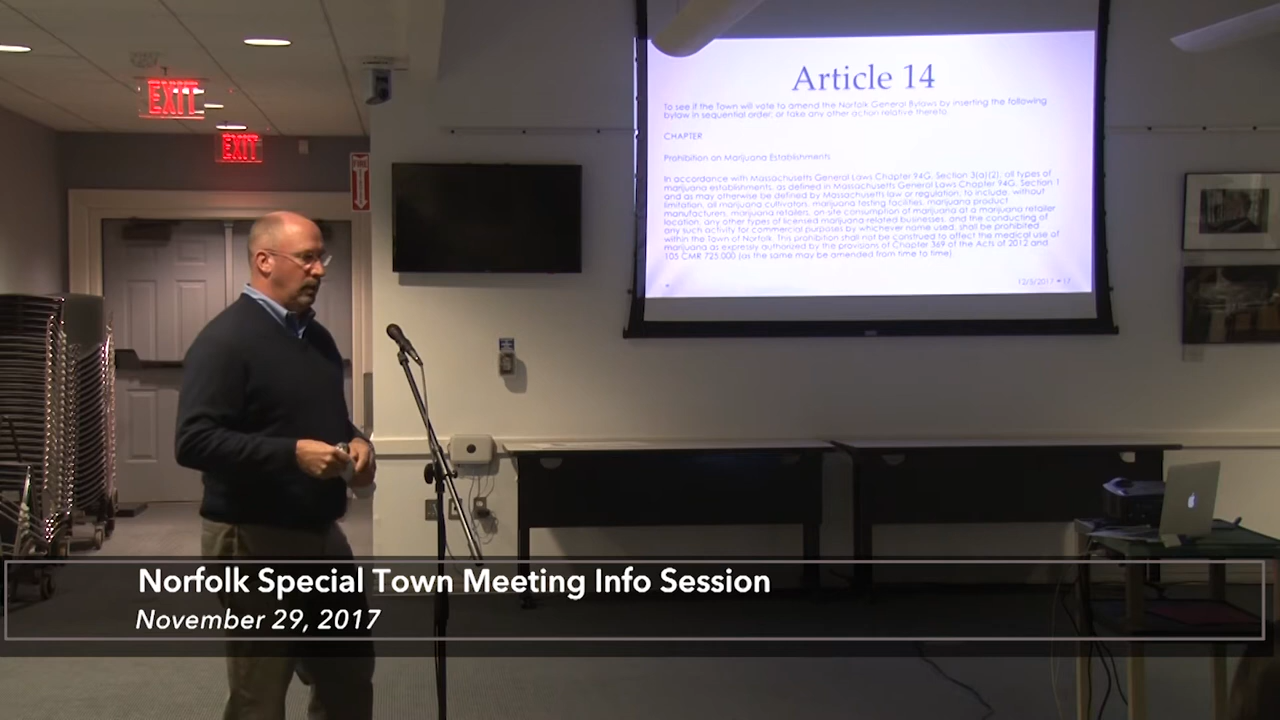 Article 14
To see if the Town will vote to amend the Norfolk General Bylaws by inserting the following
bylaw in sequential order; or take any other action relative thereto.
CHAPTER
Prohibition on Marijuana Establishments
In accordance with Massachusetts General Laws Chapter 94G, Section 3(a)(2), all types of
marijuana establishments, as defined in Massachusetts General Laws Chapter 94G, Section 1
and as may otherwise be defined by Massachusetts law or regulation, to include, without
limitation, all marijuana cultivators, marijuana testing facilities, marijuana product
manufacturers, marijuana retailers, on site consumption of marijuana at a marijuana retailer
location, any other types of licensed marijuana related businesses, and the conducting of
any such activity for commercial purposes by whichever name used, shall be prohibited
within the Town of Norfolk. This prohibition shall not be construed to affect the medical use of
marijuana as expressly authorized by the provisions of Chapter 369 of the Acts of 2012 and
105 CMR 725.000 (as the same may be amended from time to time).
12/5/2017 • 17
EXIT
EXIT
FIRE
Norfolk Special Town Meeting Info Session
November 29, 2017